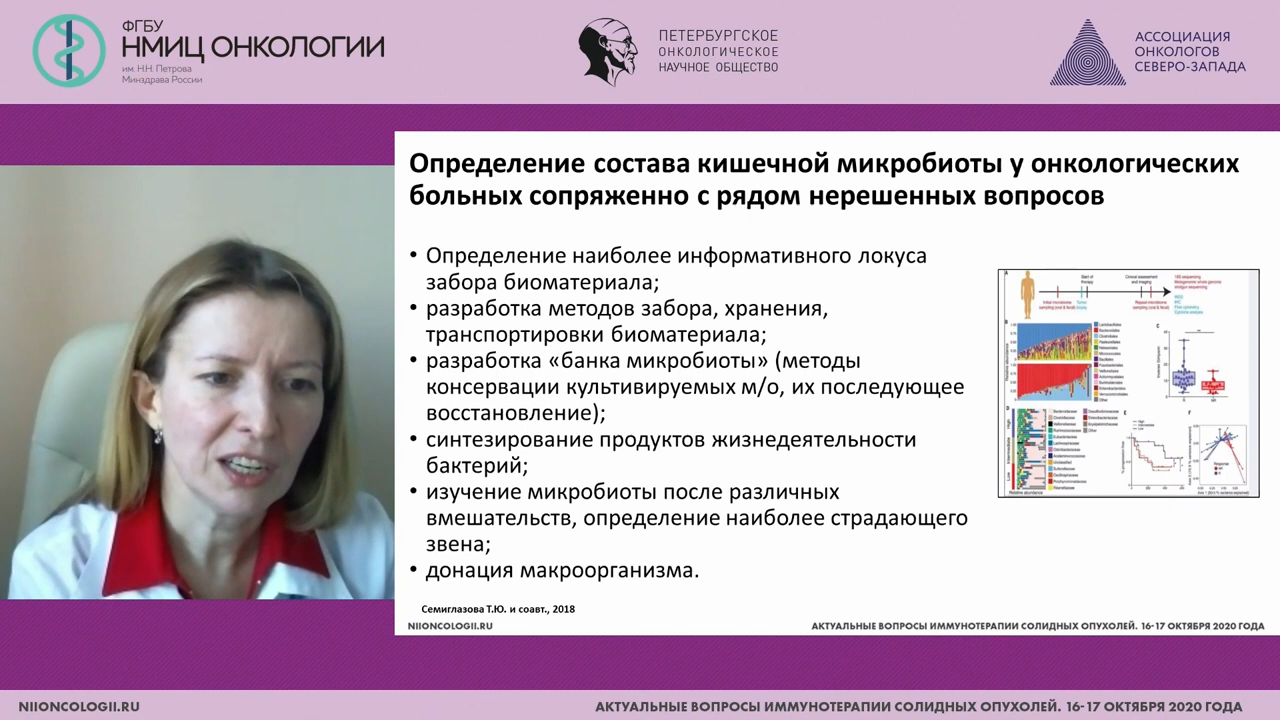 ФГБУ
НМИЦ ОНКОЛОГИИ
им. Н.Н. Петрова
Минздрава России
ПЕТЕРБУРГСКОЕ
ОНКОЛОГИЧЕСКОЕ
НАУЧНОЕ ОБЩЕСТВО
АССОЦИАЦИЯ
ОНКОЛОГОВ
СЕВЕРО-ЗАПАДА
Определение состава кишечной микробиоты у онкологических
больных сопряженно с рядом нерешенных вопросов
• Определение наиболее информативного локуса
забора биоматериала;
• разработка методов забора, хранения,
транспортировки биоматериала;
• разработка «банка микробиоты» (методы
консервации культивируемых м/о, их последующее
восстановление);
• синтезирование продуктов жизнедеятельности
бактерий;
• изучение микробиоты после различных
вмешательств, определение наиболее страдающего
звена;
• донация макроорганизма.
Семиглазова Т.Ю. и соавт., 2018
NIIONCOLOGII.RU
АКТУАЛЬНЫЕ ВОПРОСЫ ИММУНОТЕРАПИИ СОЛИДНЫХ ОПУХОЛЕЙ. 16-17 ОКТЯБРЯ 2020 ГОДА
NIIONCOLOGII.RU
АКТУАЛЬНЫЕ ВОПРОСЫ ИММУНОТЕРАПИИ СОЛИДНЫХ ОПУХОЛЕЙ. 16-17 ОКТЯБРЯ 2020 ГОДА